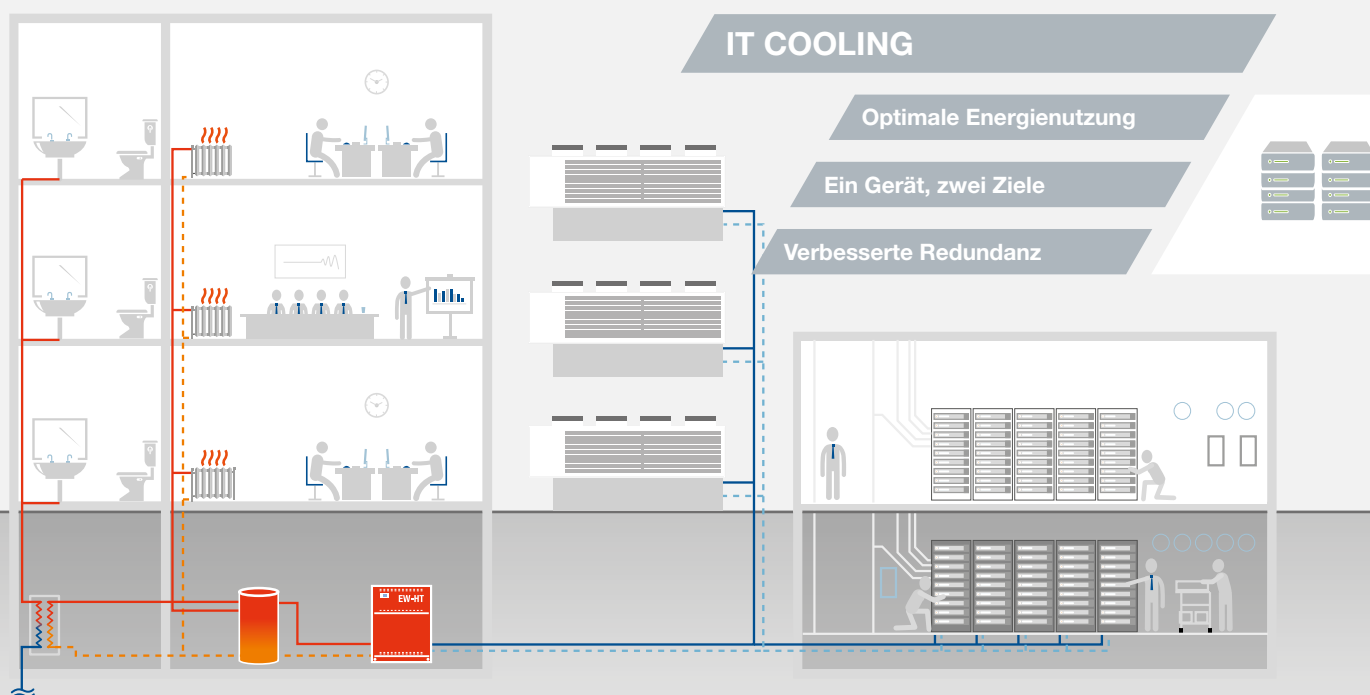 IT COOLING
Optimale Energienutzung
Ein Gerät, zwei Ziele
Verbesserte Redundanz
EW-HT